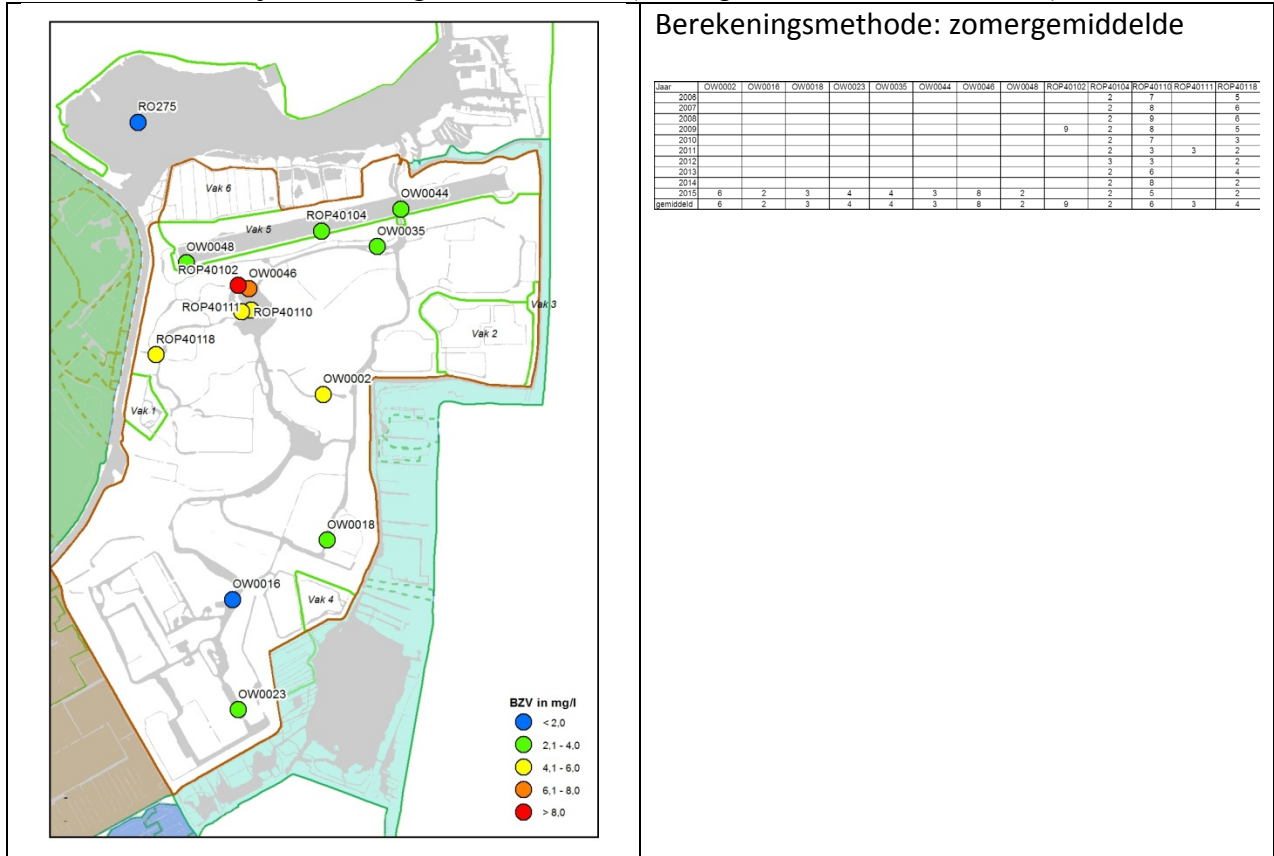 RO275
Vak 6
OW0044
ROP40104
Vak 5
OW0035
OW0048
ROP40102
OW0046
ROP40111
ROP40110
Vak 3
Vak 2
ROP40118
OW0002
Vak 1
OW0018
OW0016
Vak 4
OW0023
BZV in mg/l
< 2,0
2,1 - 4,0
4,1 - 6,0
6,1 - 8,0
> 8,0
Berekeningsmethode: zomergemiddelde
Jaar OW0002 OW0016 OW0018 OW0023 OW0035 OW0044 OW0046 OW0048 ROP40102 ROP40104 ROP40110 ROP40111 ROP40118
2006 2 7 5
2007 2 8 6
2008 2 9 6
2009 9 2 8 5
2010 2 7 3
2011 2 3 3 2
2012 3 3 2
2013 2 6 4
2014 2 8 2
2015 6 2 3 4 4 3 8 2 2 5 2
gemiddeld 6 2 3 4 4 3 8 2 9 2 6 3 4